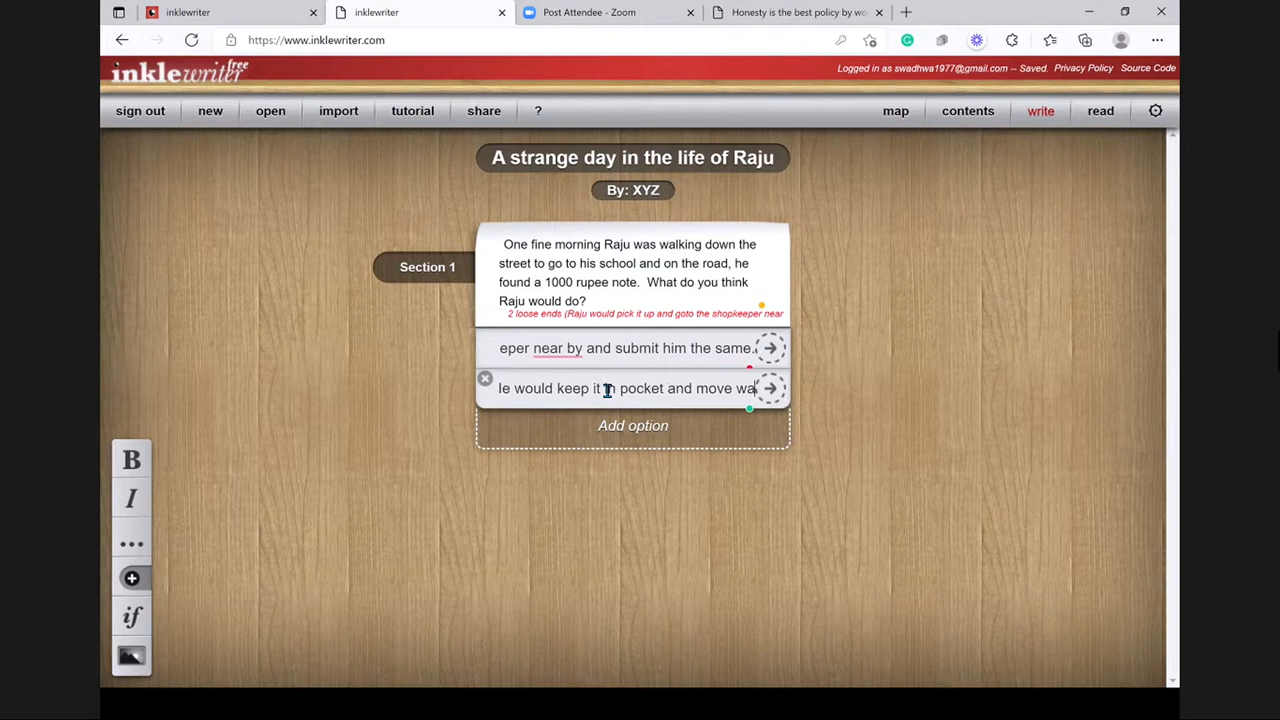 inklewriter
inklewriter
Post Attendee - Zoom
Honesty is the best policy by wo
https://www.inklewriter.com
inklewriter free
Logged in as swadhwa1977@gmail.com -- Saved. Privacy Policy Source Code
sign out new open import tutorial share ? map contents write read
A strange day in the life of Raju
By: XYZ
Section 1
One fine morning Raju was walking down the
street to go to his school and on the road, he
found a 1000 rupee note. What do you think
Raju would do?
2 loose ends (Raju would pick it up and goto the shopkeeper near
eper near by and submit him the same.
le would keep it in pocket and move wa
Add option
B
I
...
if